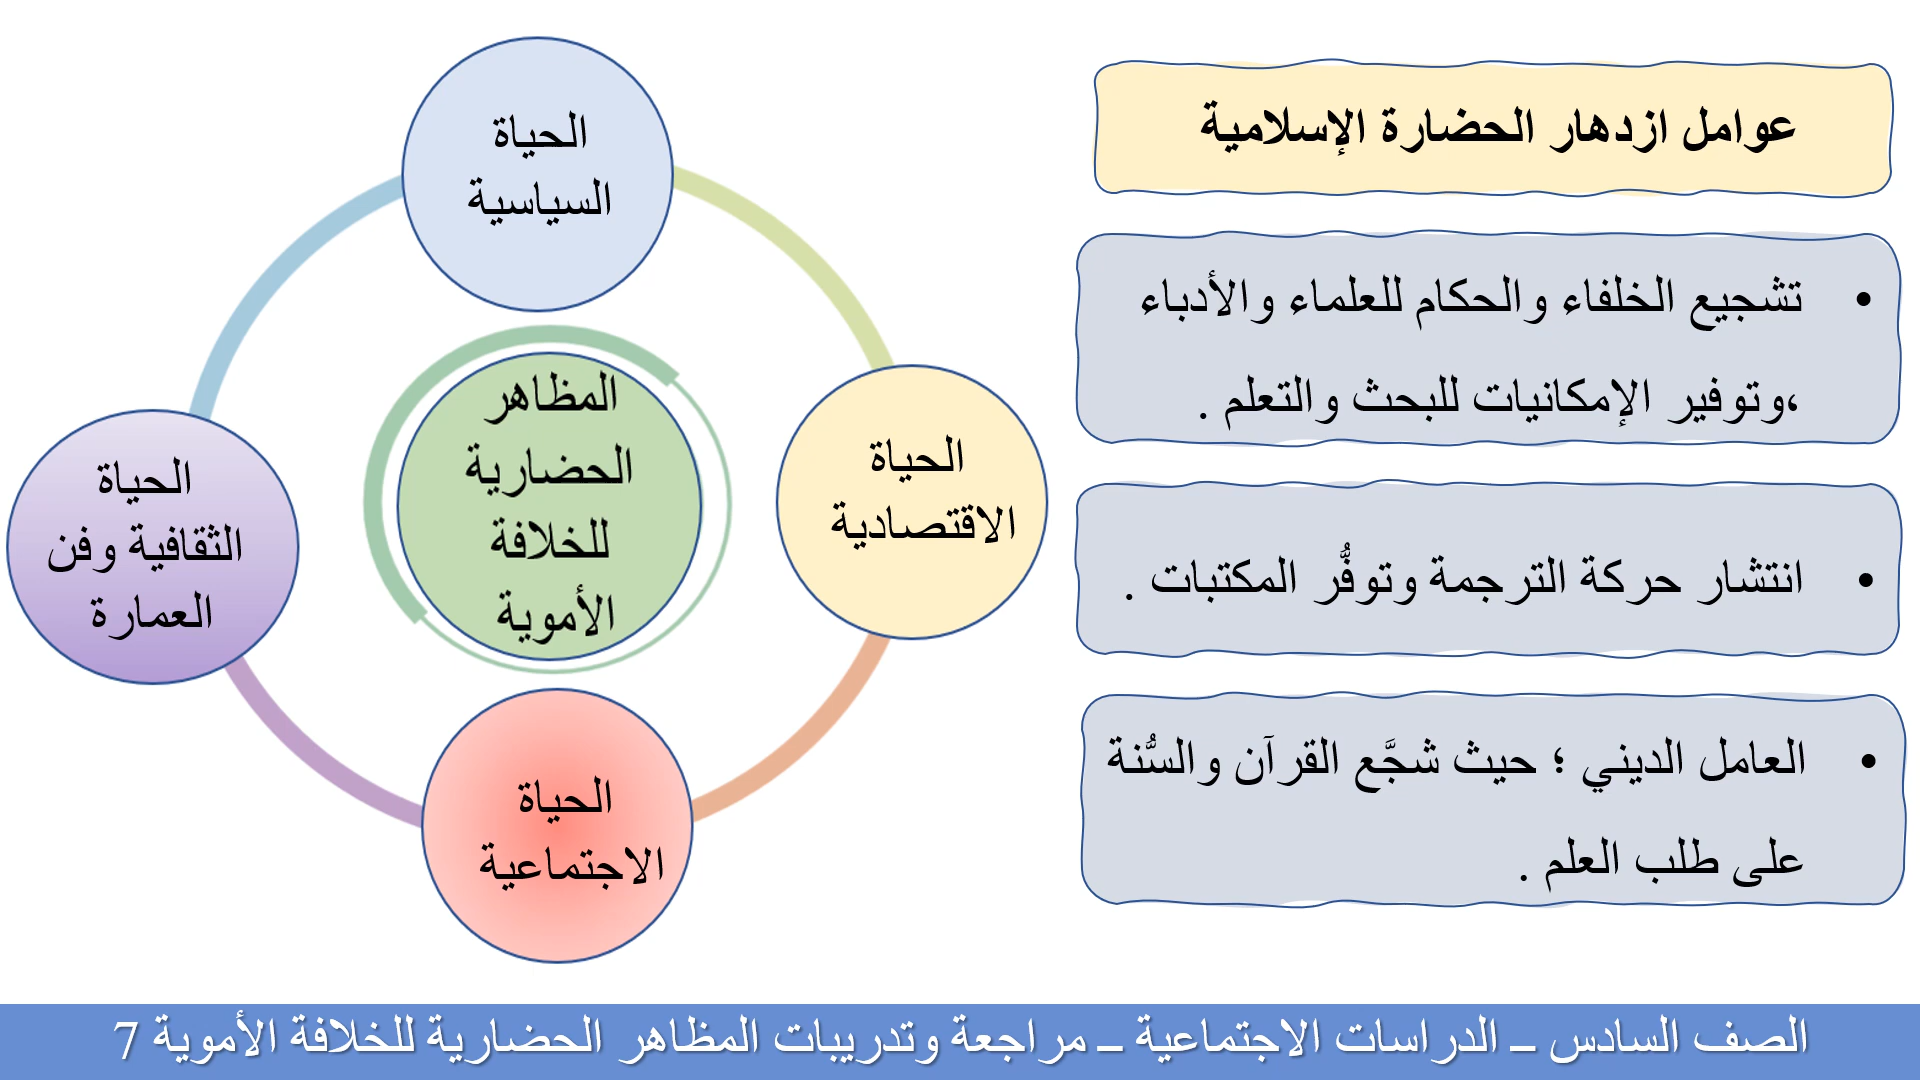 عوامل ازدهار الحضارة الإسلامية
• تشجيع الخلفاء والحكام للعلماء والأدباء
،وتوفير الإمكانيات للبحث والتعلم .
• انتشار حركة الترجمة وتوفُّر المكتبات .
• العامل الديني ؛ حيث شجَّع القرآن والسُّنة
على طلب العلم .
الحياة
السياسية
الحياة
الاقتصادية
المظاهر
الحضارية
للخلافة
الأموية
الحياة
الثقافية وفن
العمارة
الحياة
الاجتماعية
الصف السادس – الدراسات الاجتماعية – مراجعة وتدريبات المظاهر الحضارية للخلافة الأموية 7